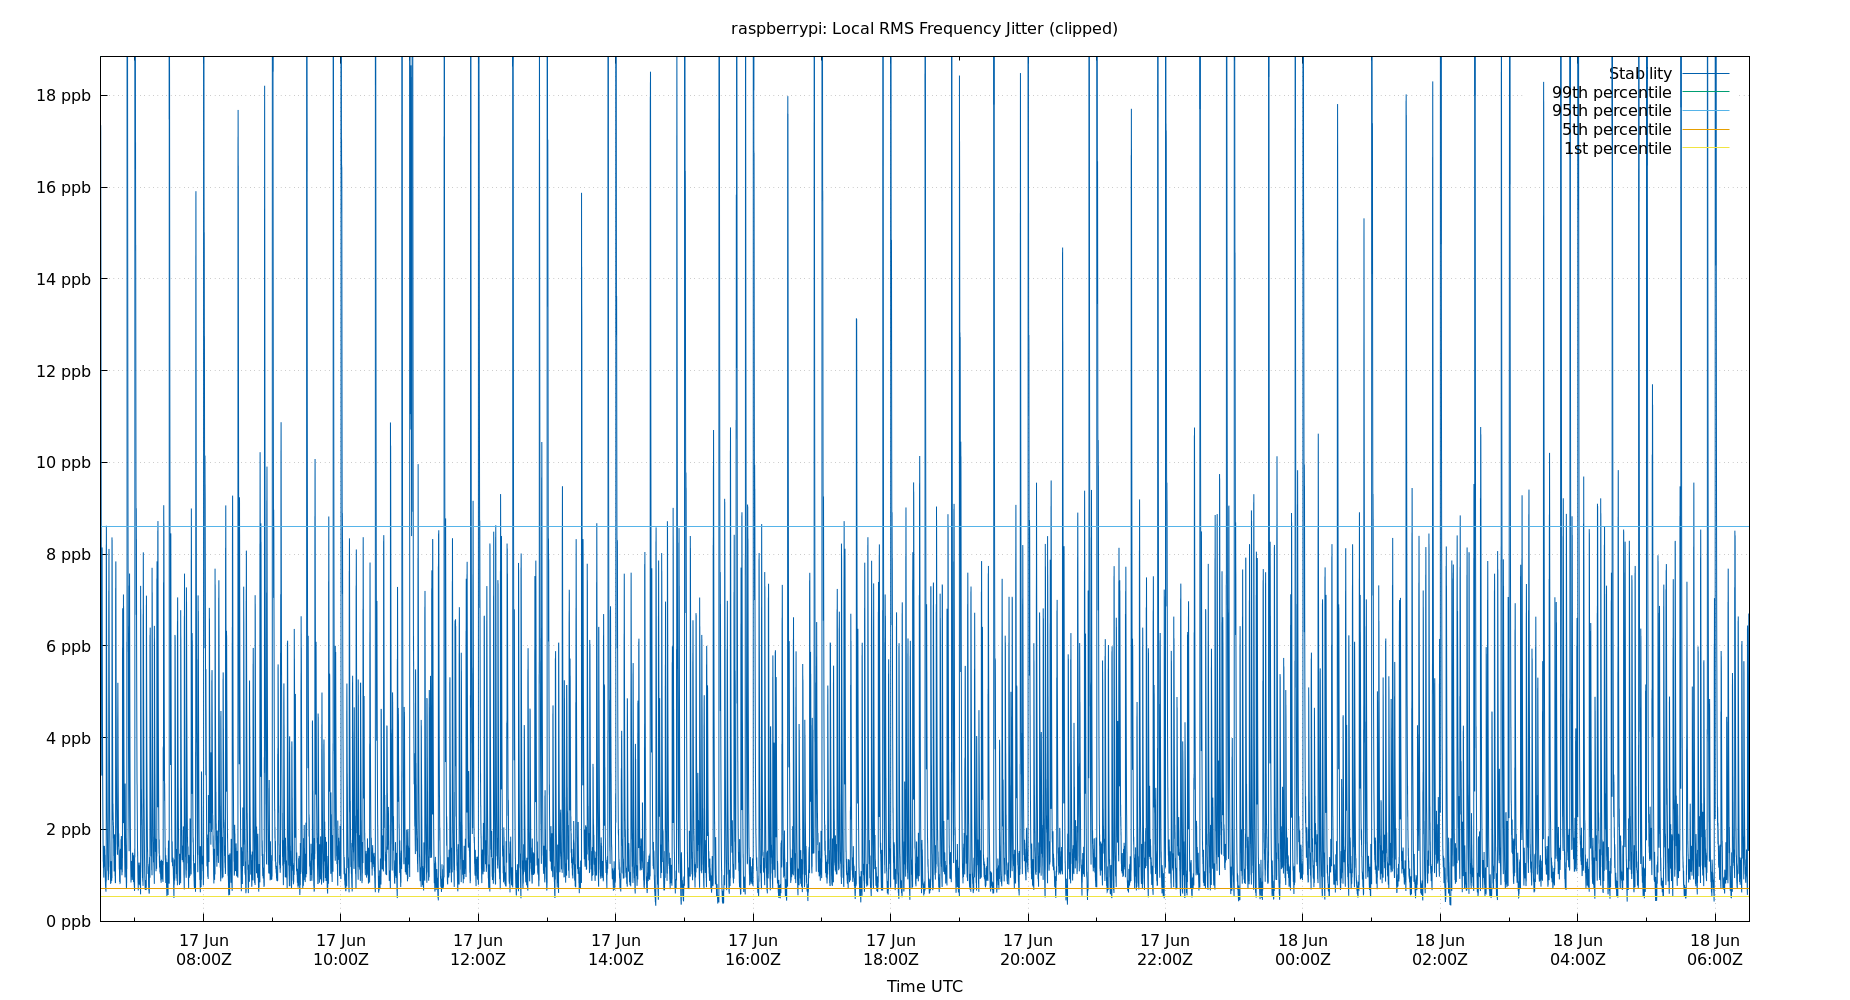 raspberrypi: Local RMS Frequency Jitter (clipped)
Stability
99th percentile
95th percentile
5th percentile
1st percentile
18 ppb
16 ppb
14 ppb
12 ppb
10 ppb
8 ppb
6 ppb
4 ppb
2 ppb
0 ppb
17 Jun 17 Jun 17 Jun 17 Jun 17 Jun 17 Jun 17 Jun 17 Jun 18 Jun 18 Jun 18 Jun 18 Jun
08:00Z 10:00Z 12:00Z 14:00Z 16:00Z 18:00Z 20:00Z 22:00Z 00:00Z 02:00Z 04:00Z 06:00Z
Time UTC